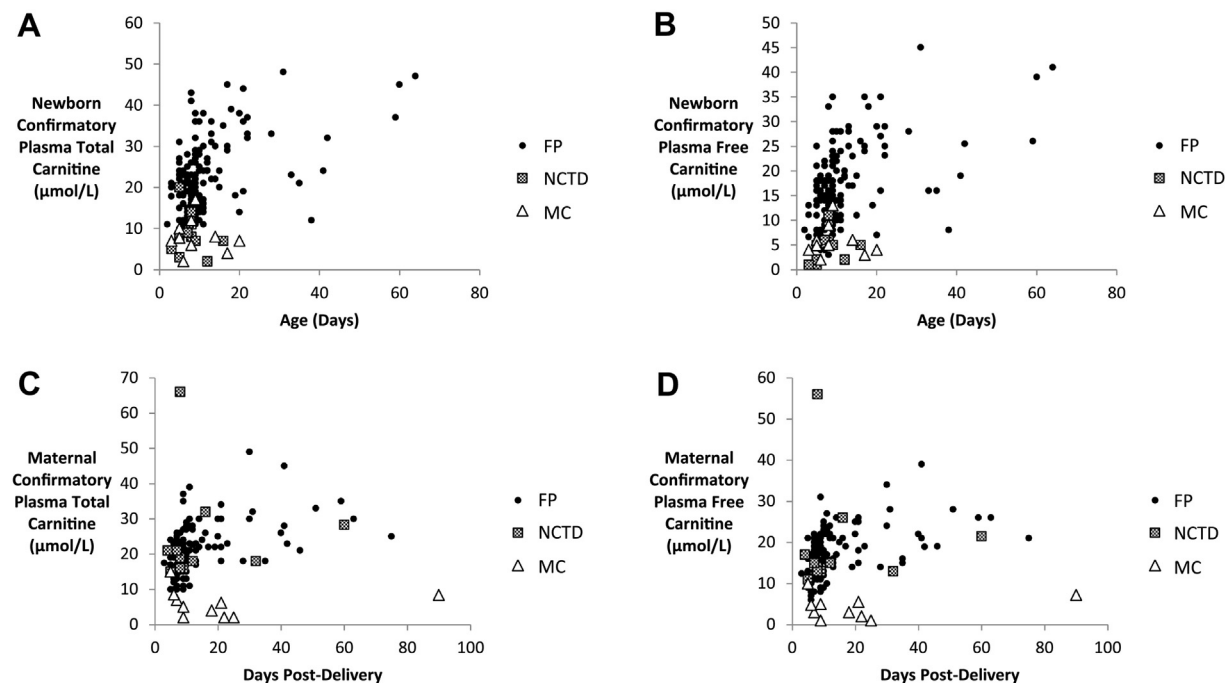 A
60
50
40
30
20
10
0
Newborn
Confirmatory
Plasma Total
Carnitine
(µmol/L)
0 20 40 60 80
Age (Days)
FP
NCTD
MC
B
50
45
40
35
30
25
20
15
10
5
0
Newborn
Confirmatory
Plasma Free
Carnitine
(µmol/L)
0 20 40 60 80
Age (Days)
FP
NCTD
MC
C
70
60
50
40
30
20
10
0
Maternal
Confirmatory
Plasma Total
Carnitine
(µmol/L)
0 20 40 60 80 100
Days Post-Delivery
FP
NCTD
MC
D
60
50
40
30
20
10
0
Maternal
Confirmatory
Plasma Free
Carnitine
(µmol/L)
0 20 40 60 80 100
Days Post-Delivery
FP
NCTD
MC